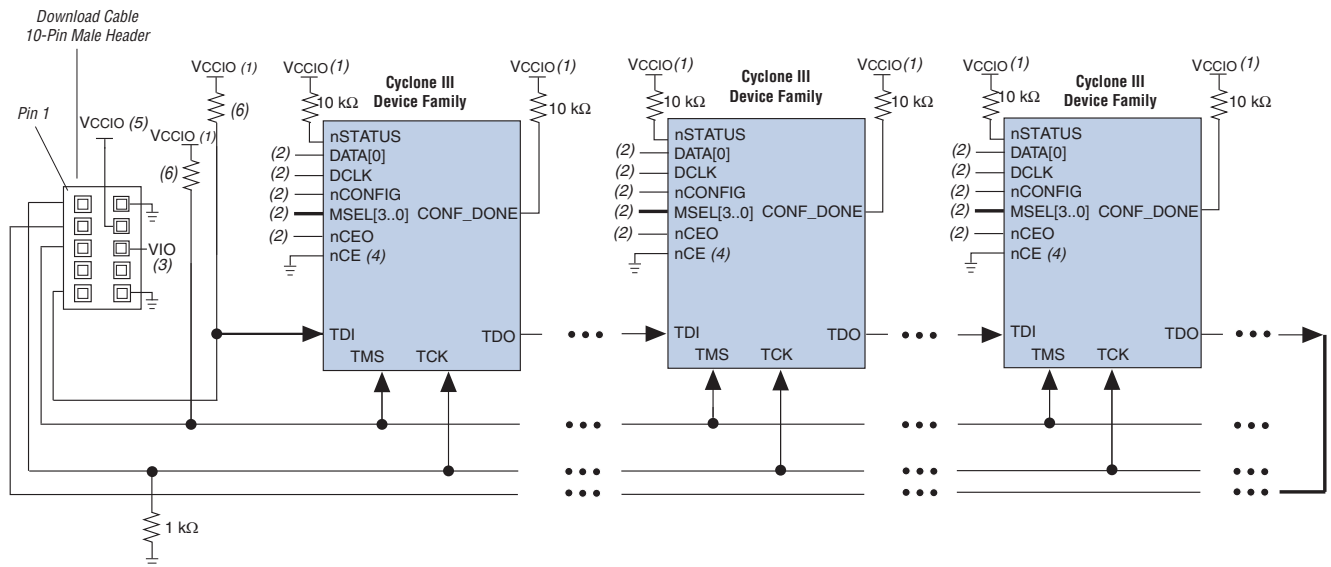 Download Cable
10-Pin Male Header
Pin 1
VCCIO (5)
VCCIO (1)
(6)
VCCIO (1)
(6)
VIO
(3)
1 kΩ
VCCIO (1)
10 kΩ
Cyclone III
Device Family
VCCIO (1)
10 kΩ
nSTATUS
(2) DATA[0]
(2) DCLK
(2) nCONFIG
(2) MSEL[3..0] CONF_DONE
(2) nCEO
nCE (4)
TDI TDO
TMS TCK
VCCIO (1)
10 kΩ
Cyclone III
Device Family
VCCIO (1)
10 kΩ
nSTATUS
(2) DATA[0]
(2) DCLK
(2) nCONFIG
(2) MSEL[3..0] CONF_DONE
(2) nCEO
nCE (4)
TDI TDO
TMS TCK
VCCIO (1)
10 kΩ
Cyclone III
Device Family
VCCIO (1)
10 kΩ
nSTATUS
(2) DATA[0]
(2) DCLK
(2) nCONFIG
(2) MSEL[3..0] CONF_DONE
(2) nCEO
nCE (4)
TDI TDO
TMS TCK